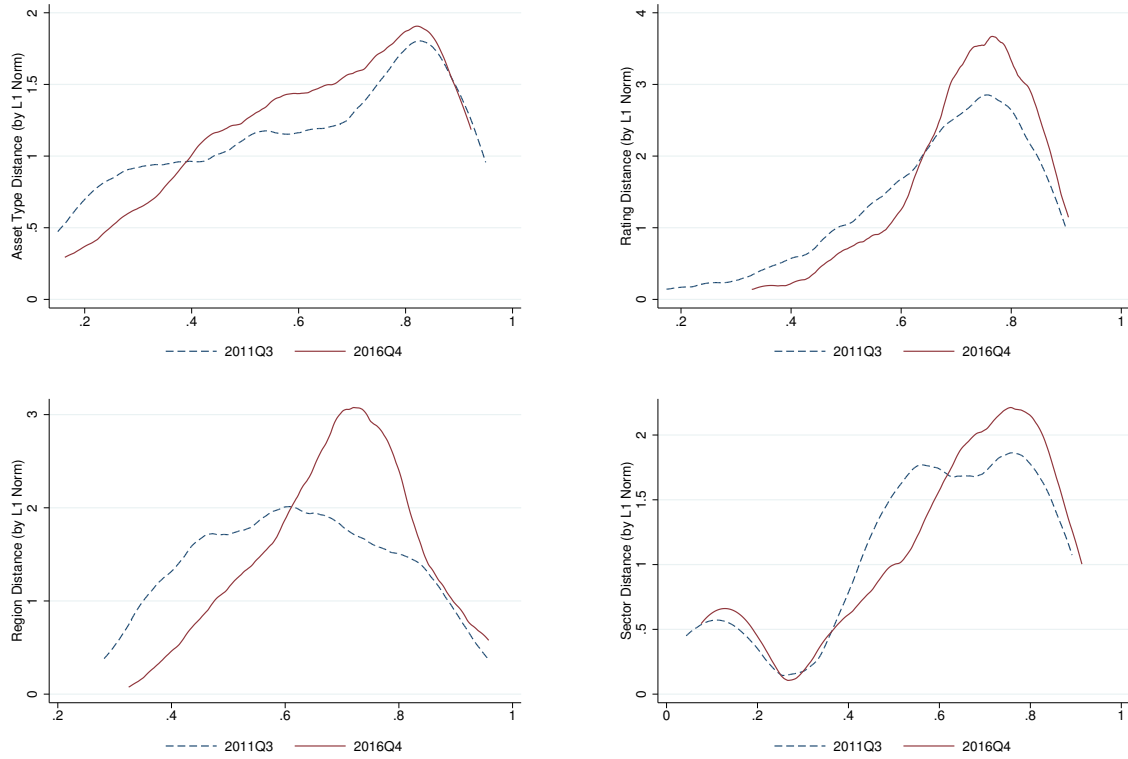 Asset Type Distance (by L1 Norm)
2
1.5
1
.5
0
.2 .4 .6 .8 1
2011Q3 2016Q4
Rating Distance (by L1 Norm)
4
3
2
1
0
.2 .4 .6 .8 1
2011Q3 2016Q4
Region Distance (by L1 Norm)
3
2
1
0
.2 .4 .6 .8 1
2011Q3 2016Q4
Sector Distance (by L1 Norm)
2
1.5
1
.5
0
0 .2 .4 .6 .8 1
2011Q3 2016Q4